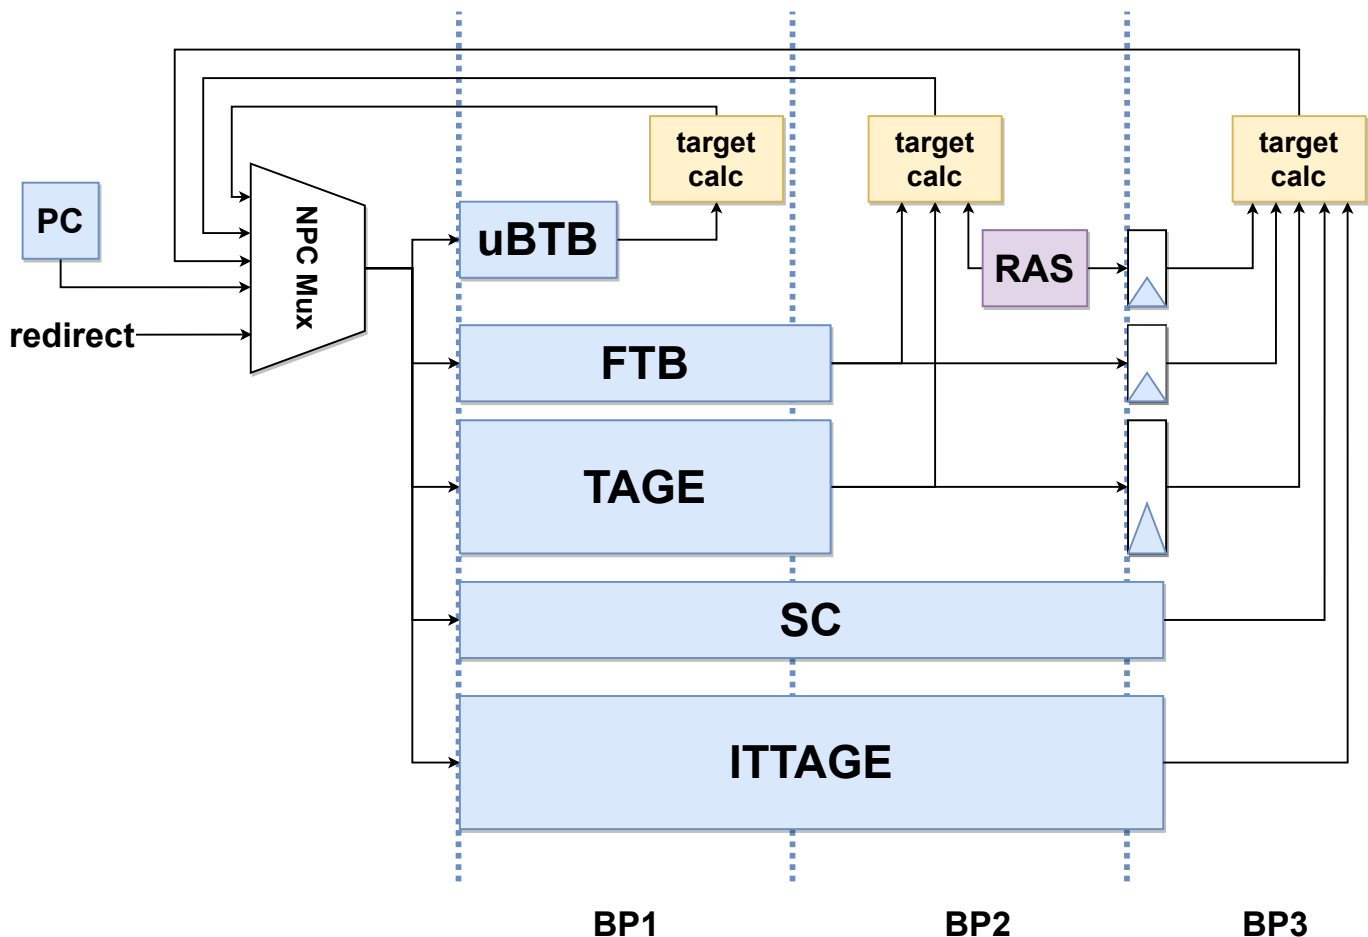 target
calc
target
calc
target
calc
PC
NPC Mux
uBTB
RAS
redirect
FTB
TAGE
SC
ITTAGE
BP1
BP2
BP3